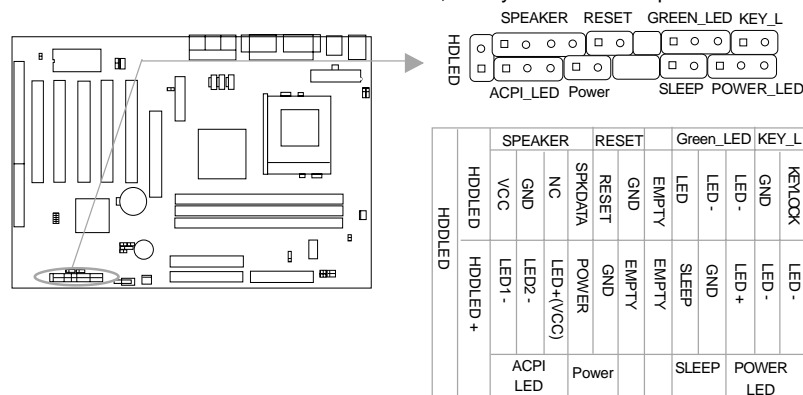 SPEAKER RESET GREEN_LED KEY_L
HDLED
ACPI_LED Power SLEEP POWER_LED
SPEAKER RESET Green_LED KEY_L
HDDLED
HDDLED VCC GND NC SPKDATA RESET GND EMPTY LED LED - LED - GND KEYLOCK
HDDLED + LED1 - LED2 - LED+(VCC) POWER GND EMPTY EMPTY SLEEP GND LED + LED - LED -
ACPI LED Power SLEEP POWER LED